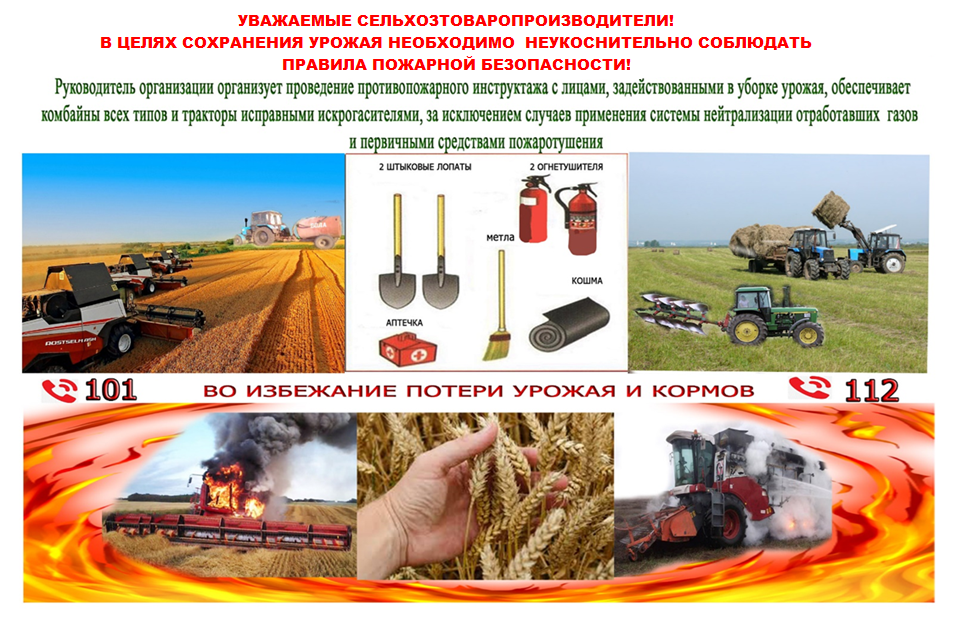 УВАЖАЕМЫЕ СЕЛЬХОЗТОВАРОПРОИЗВОДИТЕЛИ!
В ЦЕЛЯХ СОХРАНЕНИЯ УРОЖАЯ НЕОБХОДИМО НЕУКОСНИТЕЛЬНО СОБЛЮДАТЬ
ПРАВИЛА ПОЖАРНОЙ БЕЗОПАСНОСТИ!
Руководитель организации организует проведение противопожарного инструктажа с лицами, задействованными в уборке урожая, обеспечивает
комбайны всех типов и тракторы исправными искрогасителями, за исключением случаев применения системы нейтрализации отработавших газов
и первичными средствами пожаротушения
2 ШТЫКОВЫЕ ЛОПАТЫ
2 ОГНЕТУШИТЕЛЯ
метла
КОШМА
АПТЕЧКА
ROSTSELMASH
101
ВО ИЗБЕЖАНИЕ ПОТЕРИ УРОЖАЯ И КОРМОВ
112